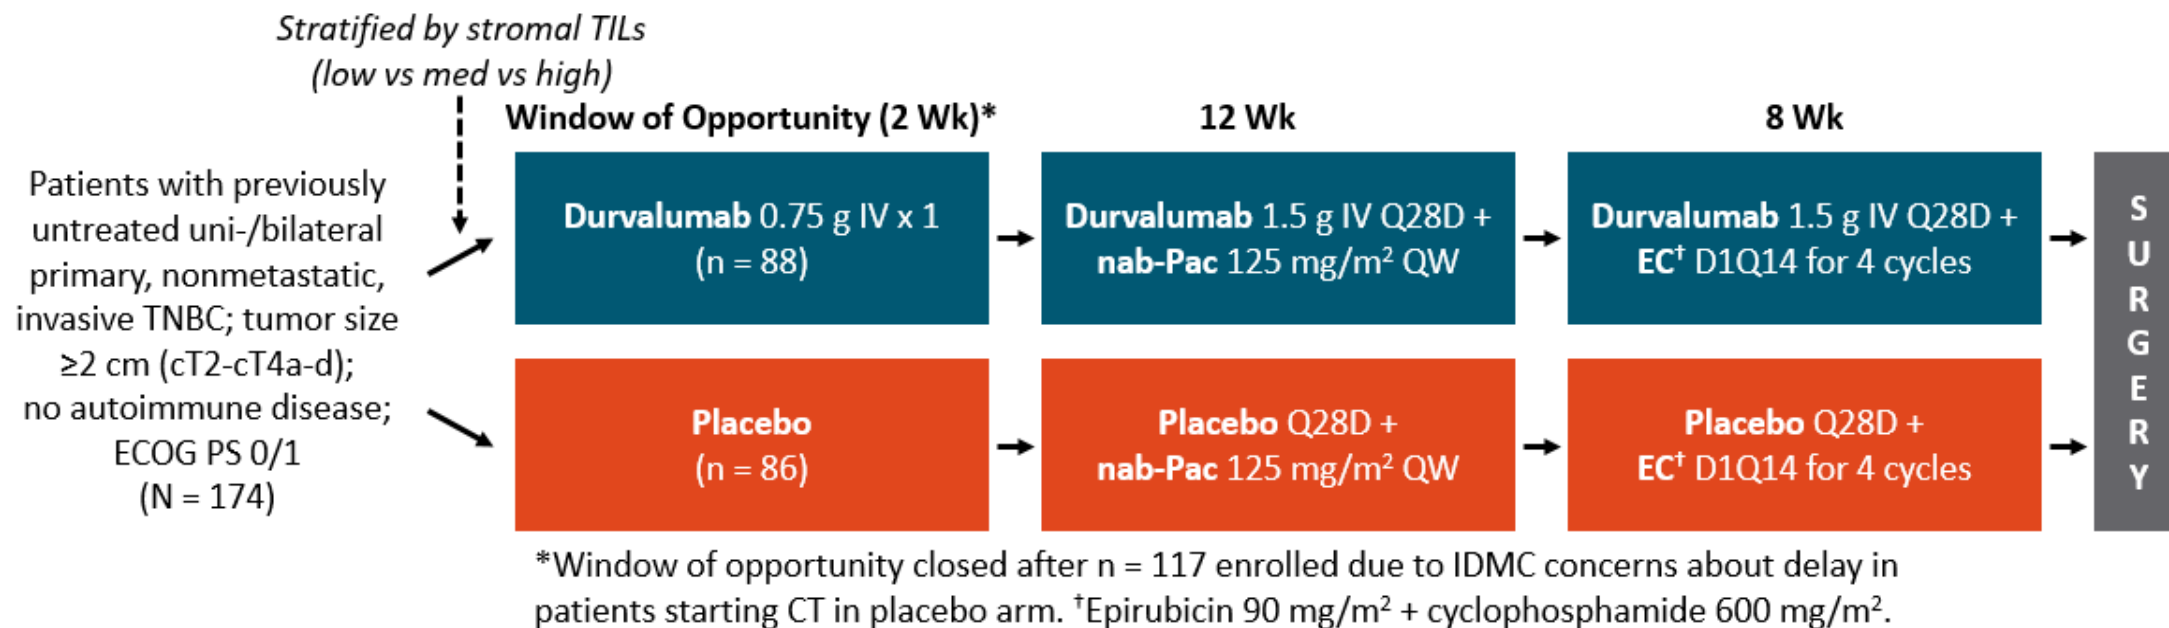 Stratified by stromal TILs
(low vs med vs high)
Window of Opportunity (2 Wk)*
12 Wk
8 Wk
Patients with previously
untreated uni-/bilateral
primary, nonmetastatic,
invasive TNBC; tumor size
≥2 cm (cT2-cT4a-d);
no autoimmune disease;
ECOG PS 0/1
(N = 174)
Durvalumab 0.75 g IV x 1
(n = 88)
Durvalumab 1.5 g IV Q28D +
nab-Pac 125 mg/m² QW
Durvalumab 1.5 g IV Q28D +
EC† D1Q14 for 4 cycles
Placebo
(n = 86)
Placebo Q28D +
nab-Pac 125 mg/m² QW
Placebo Q28D +
EC† D1Q14 for 4 cycles
SURGERY
*Window of opportunity closed after n = 117 enrolled due to IDMC concerns about delay in
patients starting CT in placebo arm. †Epirubicin 90 mg/m² + cyclophosphamide 600 mg/m².